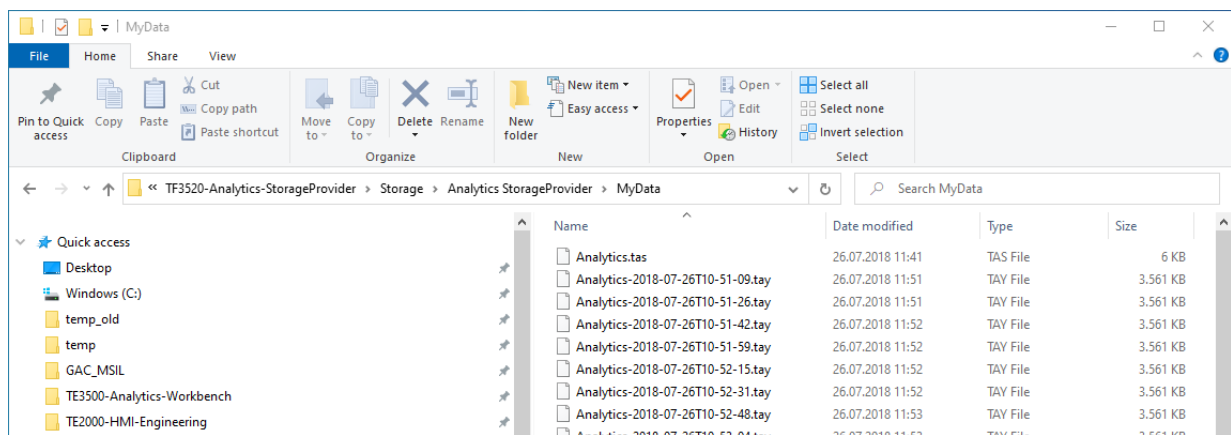 MyData
File Home Share View
Pin to Quick access
Copy
Paste
Cut
Copy path
Paste shortcut
Clipboard
Move to
Copy to
Delete
Rename
Organize
New folder
New item
Easy access
New
Properties
Open
Edit
History
Open
Select all
Select none
Invert selection
Select
« TF3520-Analytics-StorageProvider > Storage > Analytics StorageProvider > MyData
Search MyData
Quick access
Desktop
Windows (C:)
temp_old
temp
GAC_MSIL
TE3500-Analytics-Workbench
TE2000-HMI-Engineering
Name Date modified Type Size
Analytics.tas 26.07.2018 11:41 TAS File 6 KB
Analytics-2018-07-26T10-51-09.tay 26.07.2018 11:51 TAY File 3.561 KB
Analytics-2018-07-26T10-51-26.tay 26.07.2018 11:51 TAY File 3.561 KB
Analytics-2018-07-26T10-51-42.tay 26.07.2018 11:52 TAY File 3.561 KB
Analytics-2018-07-26T10-51-59.tay 26.07.2018 11:52 TAY File 3.561 KB
Analytics-2018-07-26T10-52-15.tay 26.07.2018 11:52 TAY File 3.561 KB
Analytics-2018-07-26T10-52-31.tay 26.07.2018 11:52 TAY File 3.561 KB
Analytics-2018-07-26T10-52-48.tay 26.07.2018 11:53 TAY File 3.561 KB